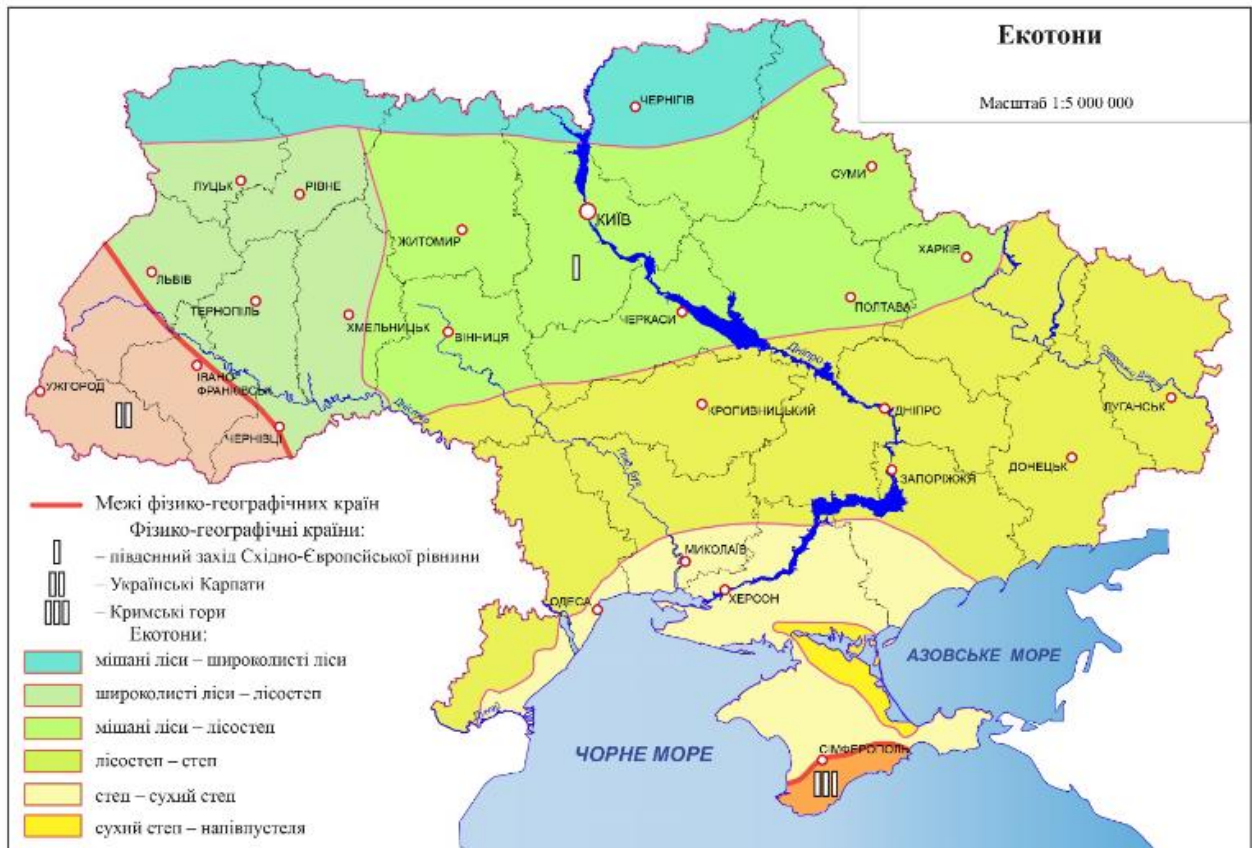 Екотони
Масштаб 1:5 000 000
ЧЕРНІГІВ
ЛУЦЬК
РІВНЕ
СУМИ
КИЇВ
ЖИТОМИР
ХАРКІВ
ЛЬВІВ
ТЕРНОПІЛЬ
ХМЕЛЬНИЦЬК
ВІННИЦЯ
ЧЕРКАСИ
ПОЛТАВА
Дніпро
УЖГОРОД
ІВАНО
ФРАНКІВСЬК
ЧЕРНІВЦІ
КРОПИВНИЦЬКИЙ
ДНІПРО
ЛУГАНСЬК
ДОНЕЦЬК
ЗАПОРІЖЖЯ
МИКОЛАЇВ
ХЕРСОН
ОДЕСА
АЗОВСЬКЕ МОРЕ
ЧОРНЕ МОРЕ
СІМФЕРОПОЛЬ
Межі фізико-географічних країн
Фізико-географічні країни:
– південний захід Східно-Європейської рівнини
– Українські Карпати
– Кримські гори
Екотони:
мішані ліси – широколисті ліси
широколисті ліси – лісостеп
мішані ліси – лісостеп
лісостеп – степ
степ – сухий степ
сухий степ – напівпустеля